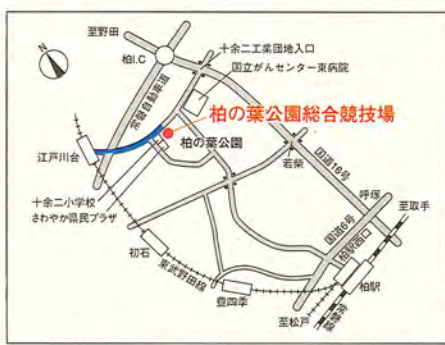 N
至野田
柏I.C
十余二工業団地入口
国立がんセンター東病院
常磐自動車道
柏の葉公園総合競技場
江戸川台
柏の葉公園
若柴
国道16号
十余二小学校
さわやか県民プラザ
呼塚
至取手
国道6号
初石
柏駅西口
東武野田線
豊四季
柏駅
至松戸
常磐線